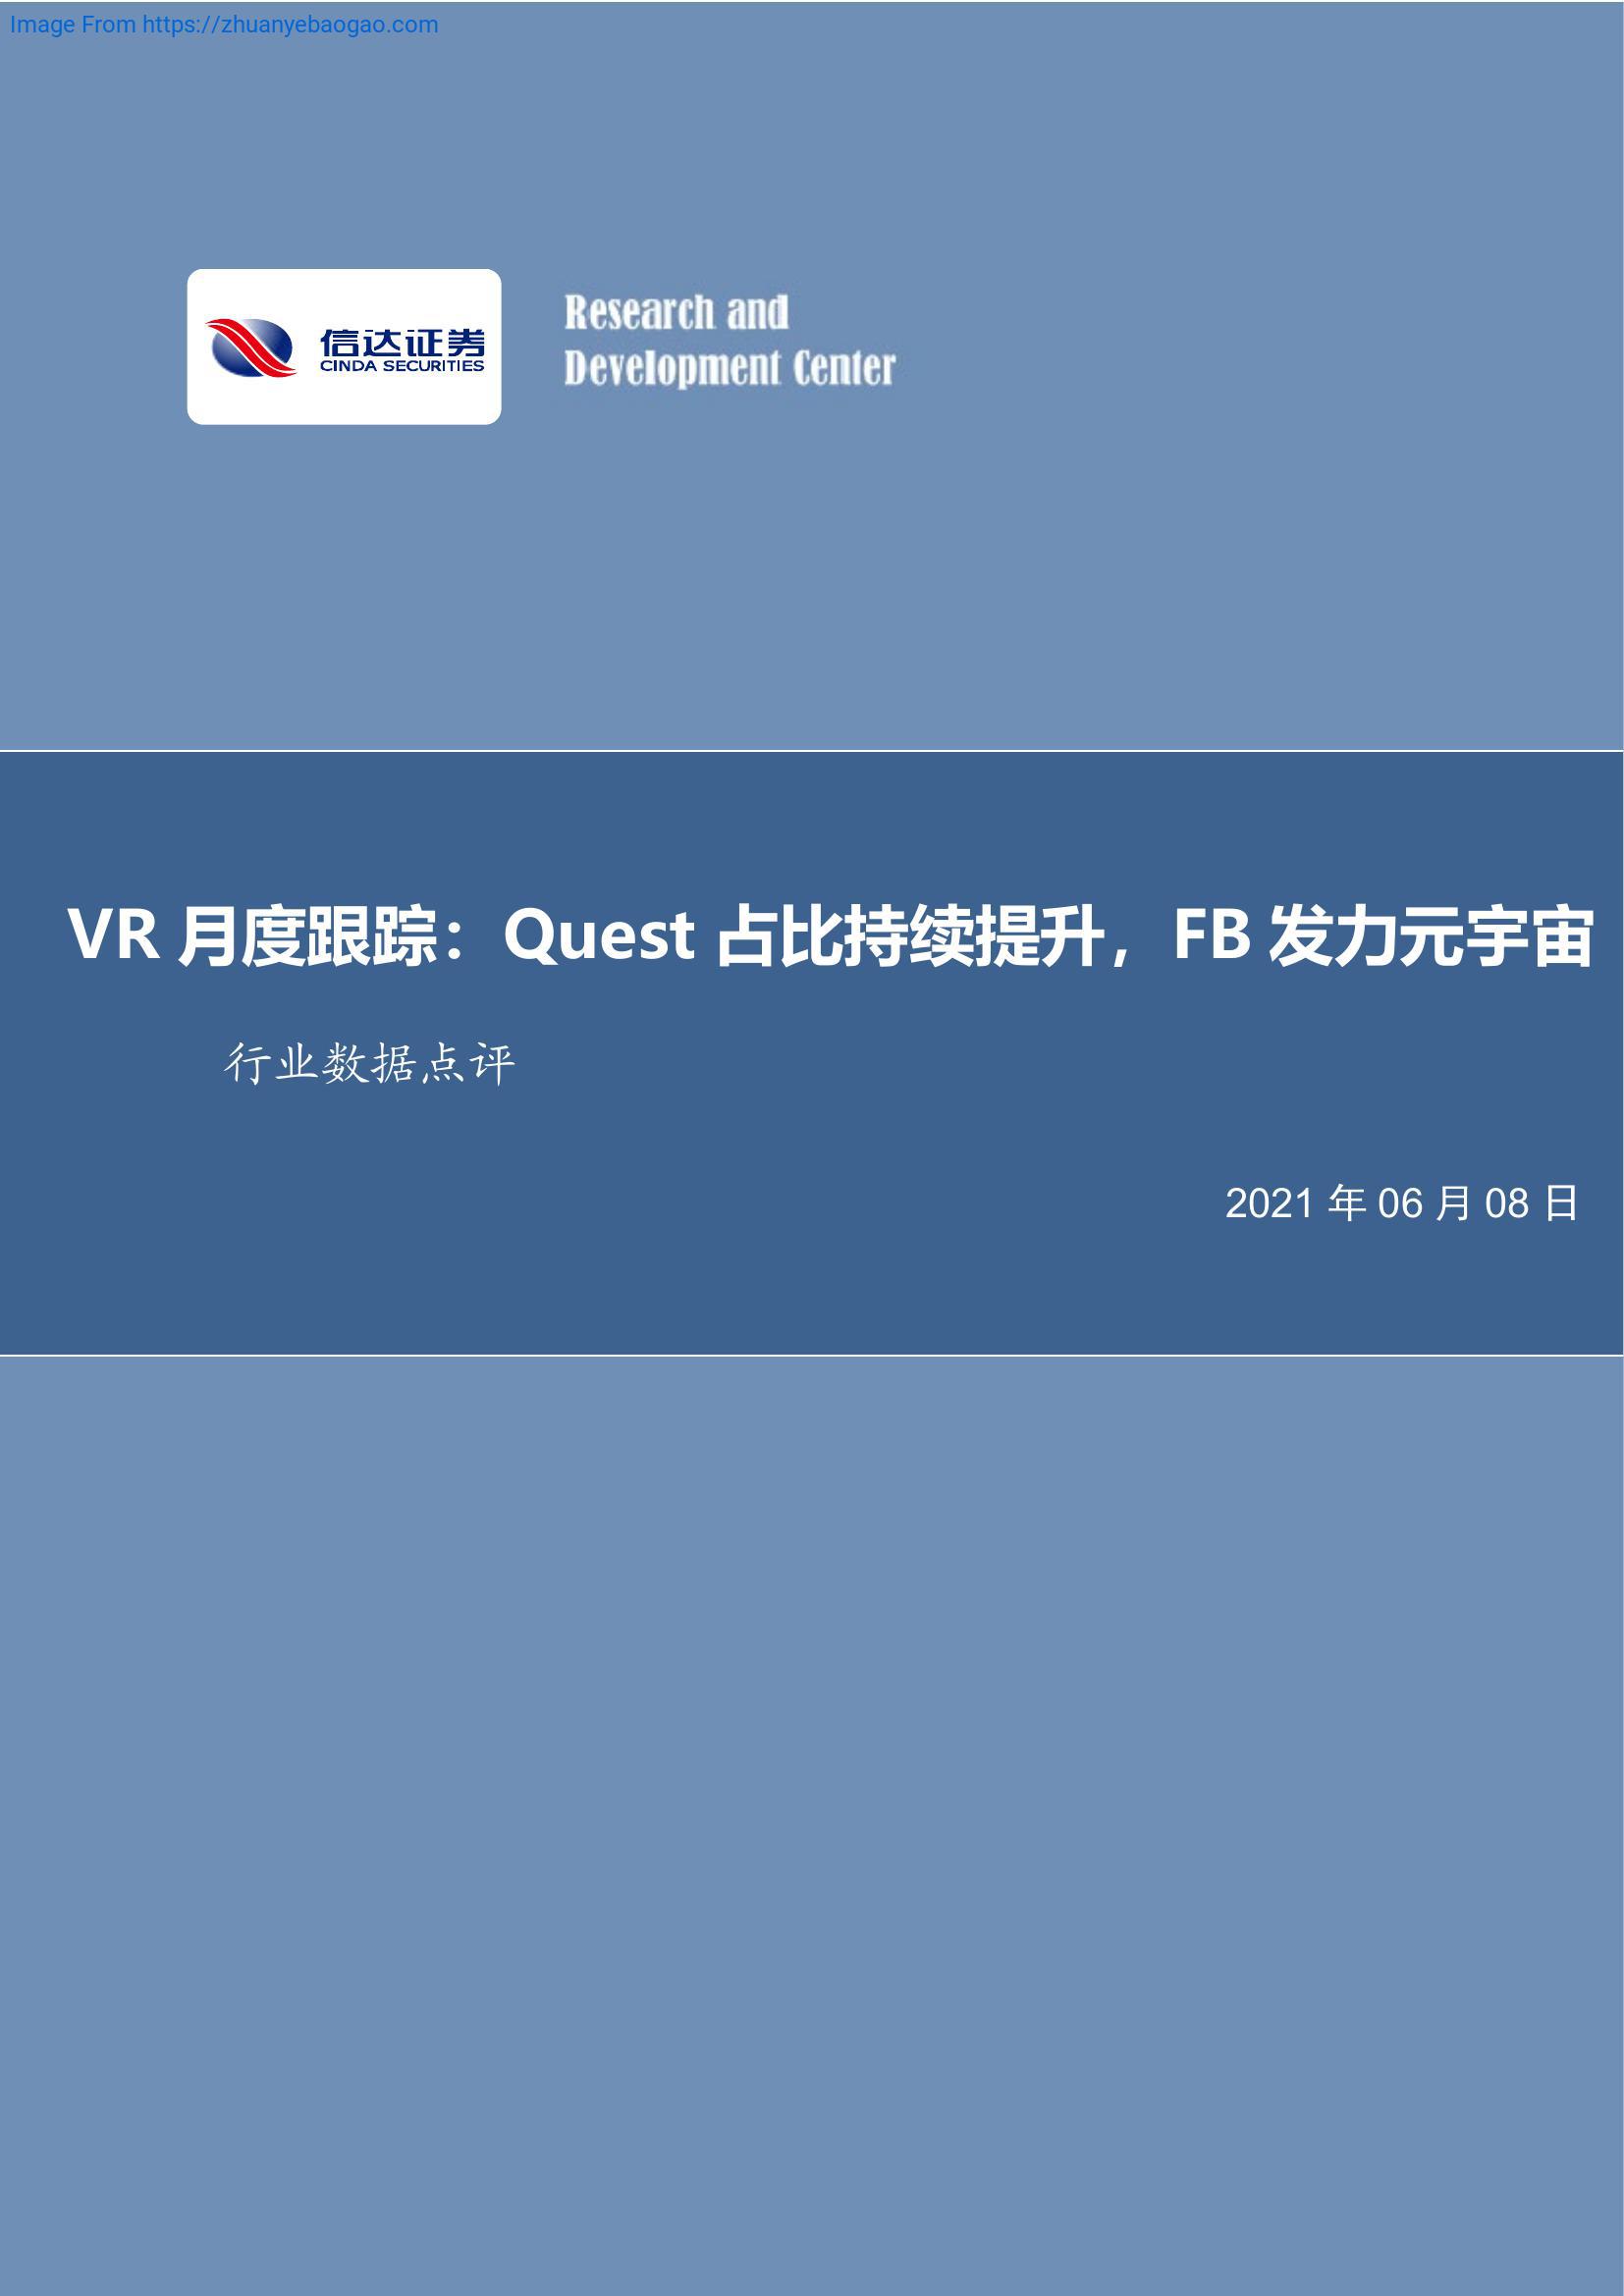 Image From https://zhuanyebaogao.com
信达证券
CINDA SECURITIES
Research and
Development Center
VR 月度跟踪：Quest 占比持续提升，FB 发力元宇宙
行业数据点评
2021 年 06 月 08 日